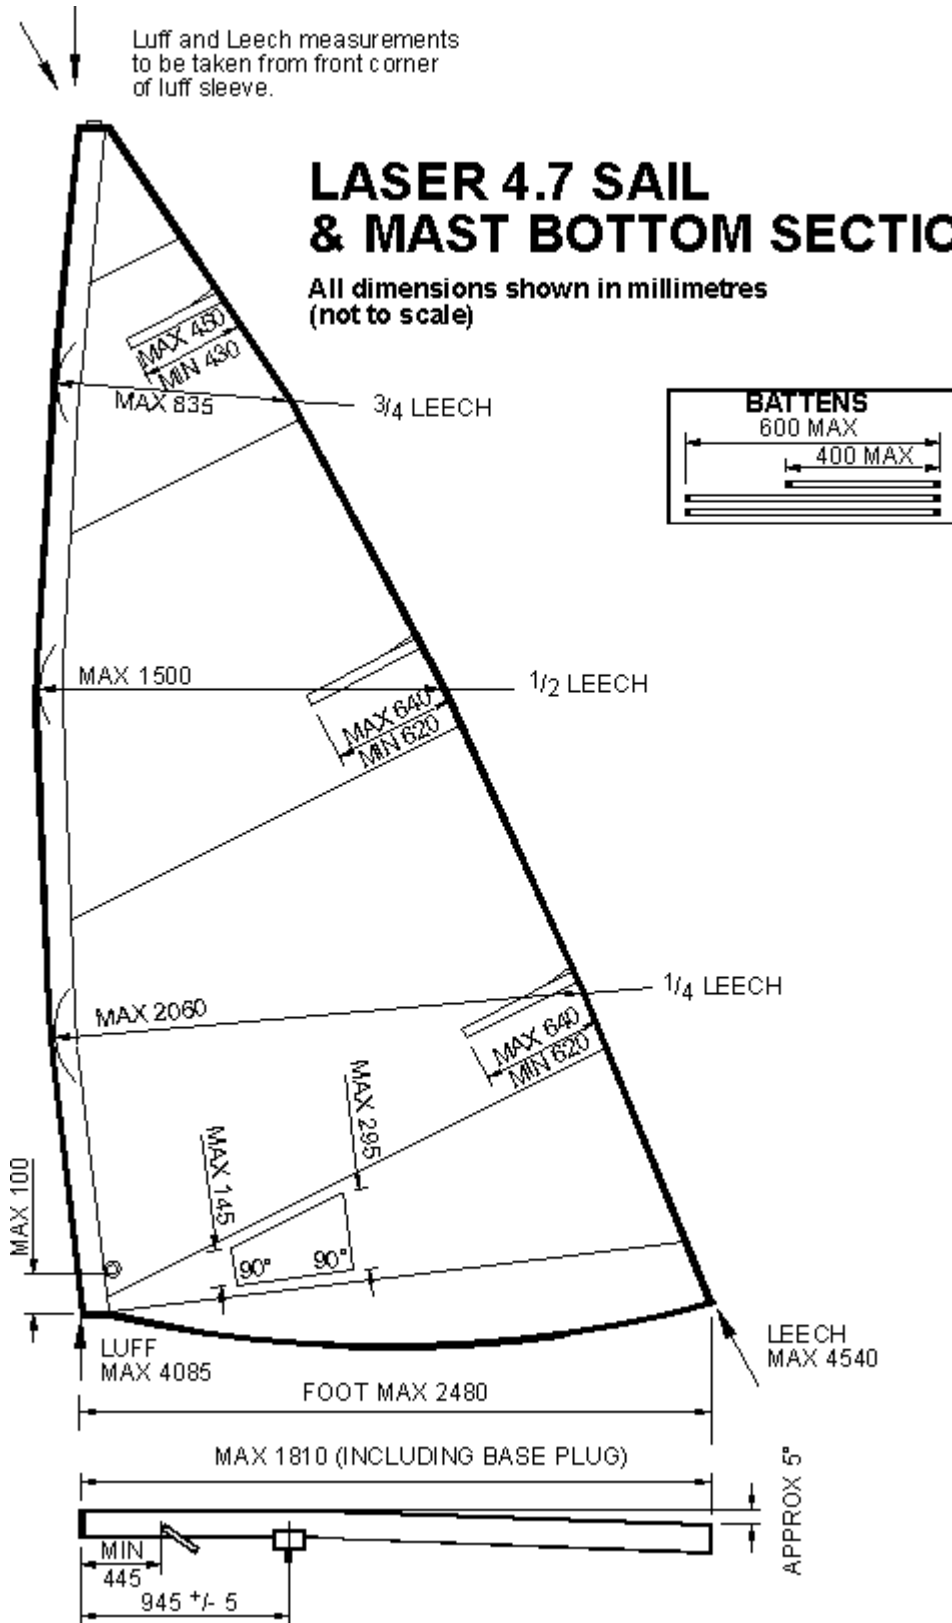 Luff and Leech measurements
to be taken from front corner
of luff sleeve.
LASER 4.7 SAIL
& MAST BOTTOM SECTIO
All dimensions shown in millimetres
(not to scale)
MAX 450
MIN 430
MAX 835
3/4 LEECH
BATTENS
600 MAX
400 MAX
MAX 1500
1/2 LEECH
MAX 640
MIN 620
MAX 2060
1/4 LEECH
MAX 640
MIN 620
MAX 295
MAX 145
MAX 100
90°
90°
LUFF
MAX 4085
LEECH
MAX 4540
FOOT MAX 2480
MAX 1810 (INCLUDING BASE PLUG)
APPROX 5°
MIN
445
945 +/- 5